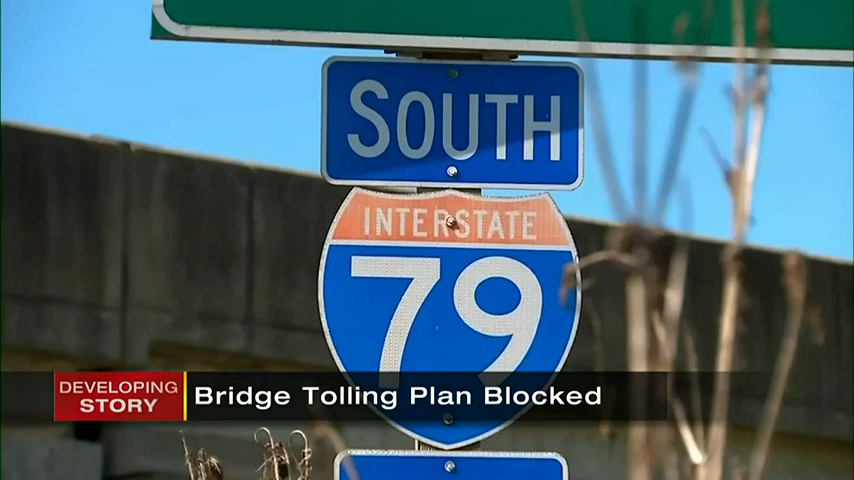 SOUTH
INTERSTATE
79
DEVELOPING
STORY
Bridge Tolling Plan Blocked